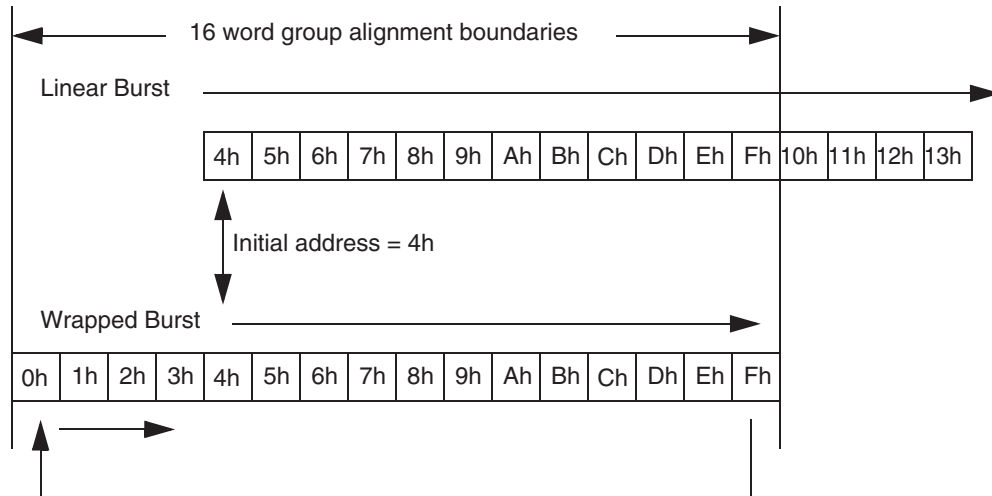 16 word group alignment boundaries
Linear Burst
4h 5h 6h 7h 8h 9h Ah Bh Ch Dh Eh Fh 10h 11h 12h 13h
Initial address = 4h
Wrapped Burst
0h 1h 2h 3h 4h 5h 6h 7h 8h 9h Ah Bh Ch Dh Eh Fh